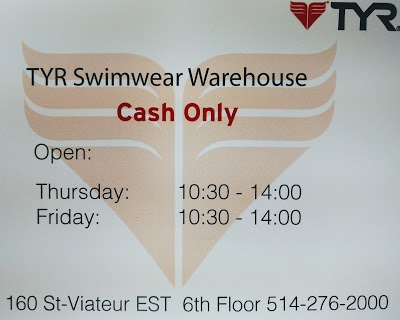 TYR
TYR Swimwear Warehouse
Cash Only
Open:
Thursday: 10:30 - 14:00
Friday: 10:30 - 14:00
160 St-Viateur EST 6th Floor 514-276-2000